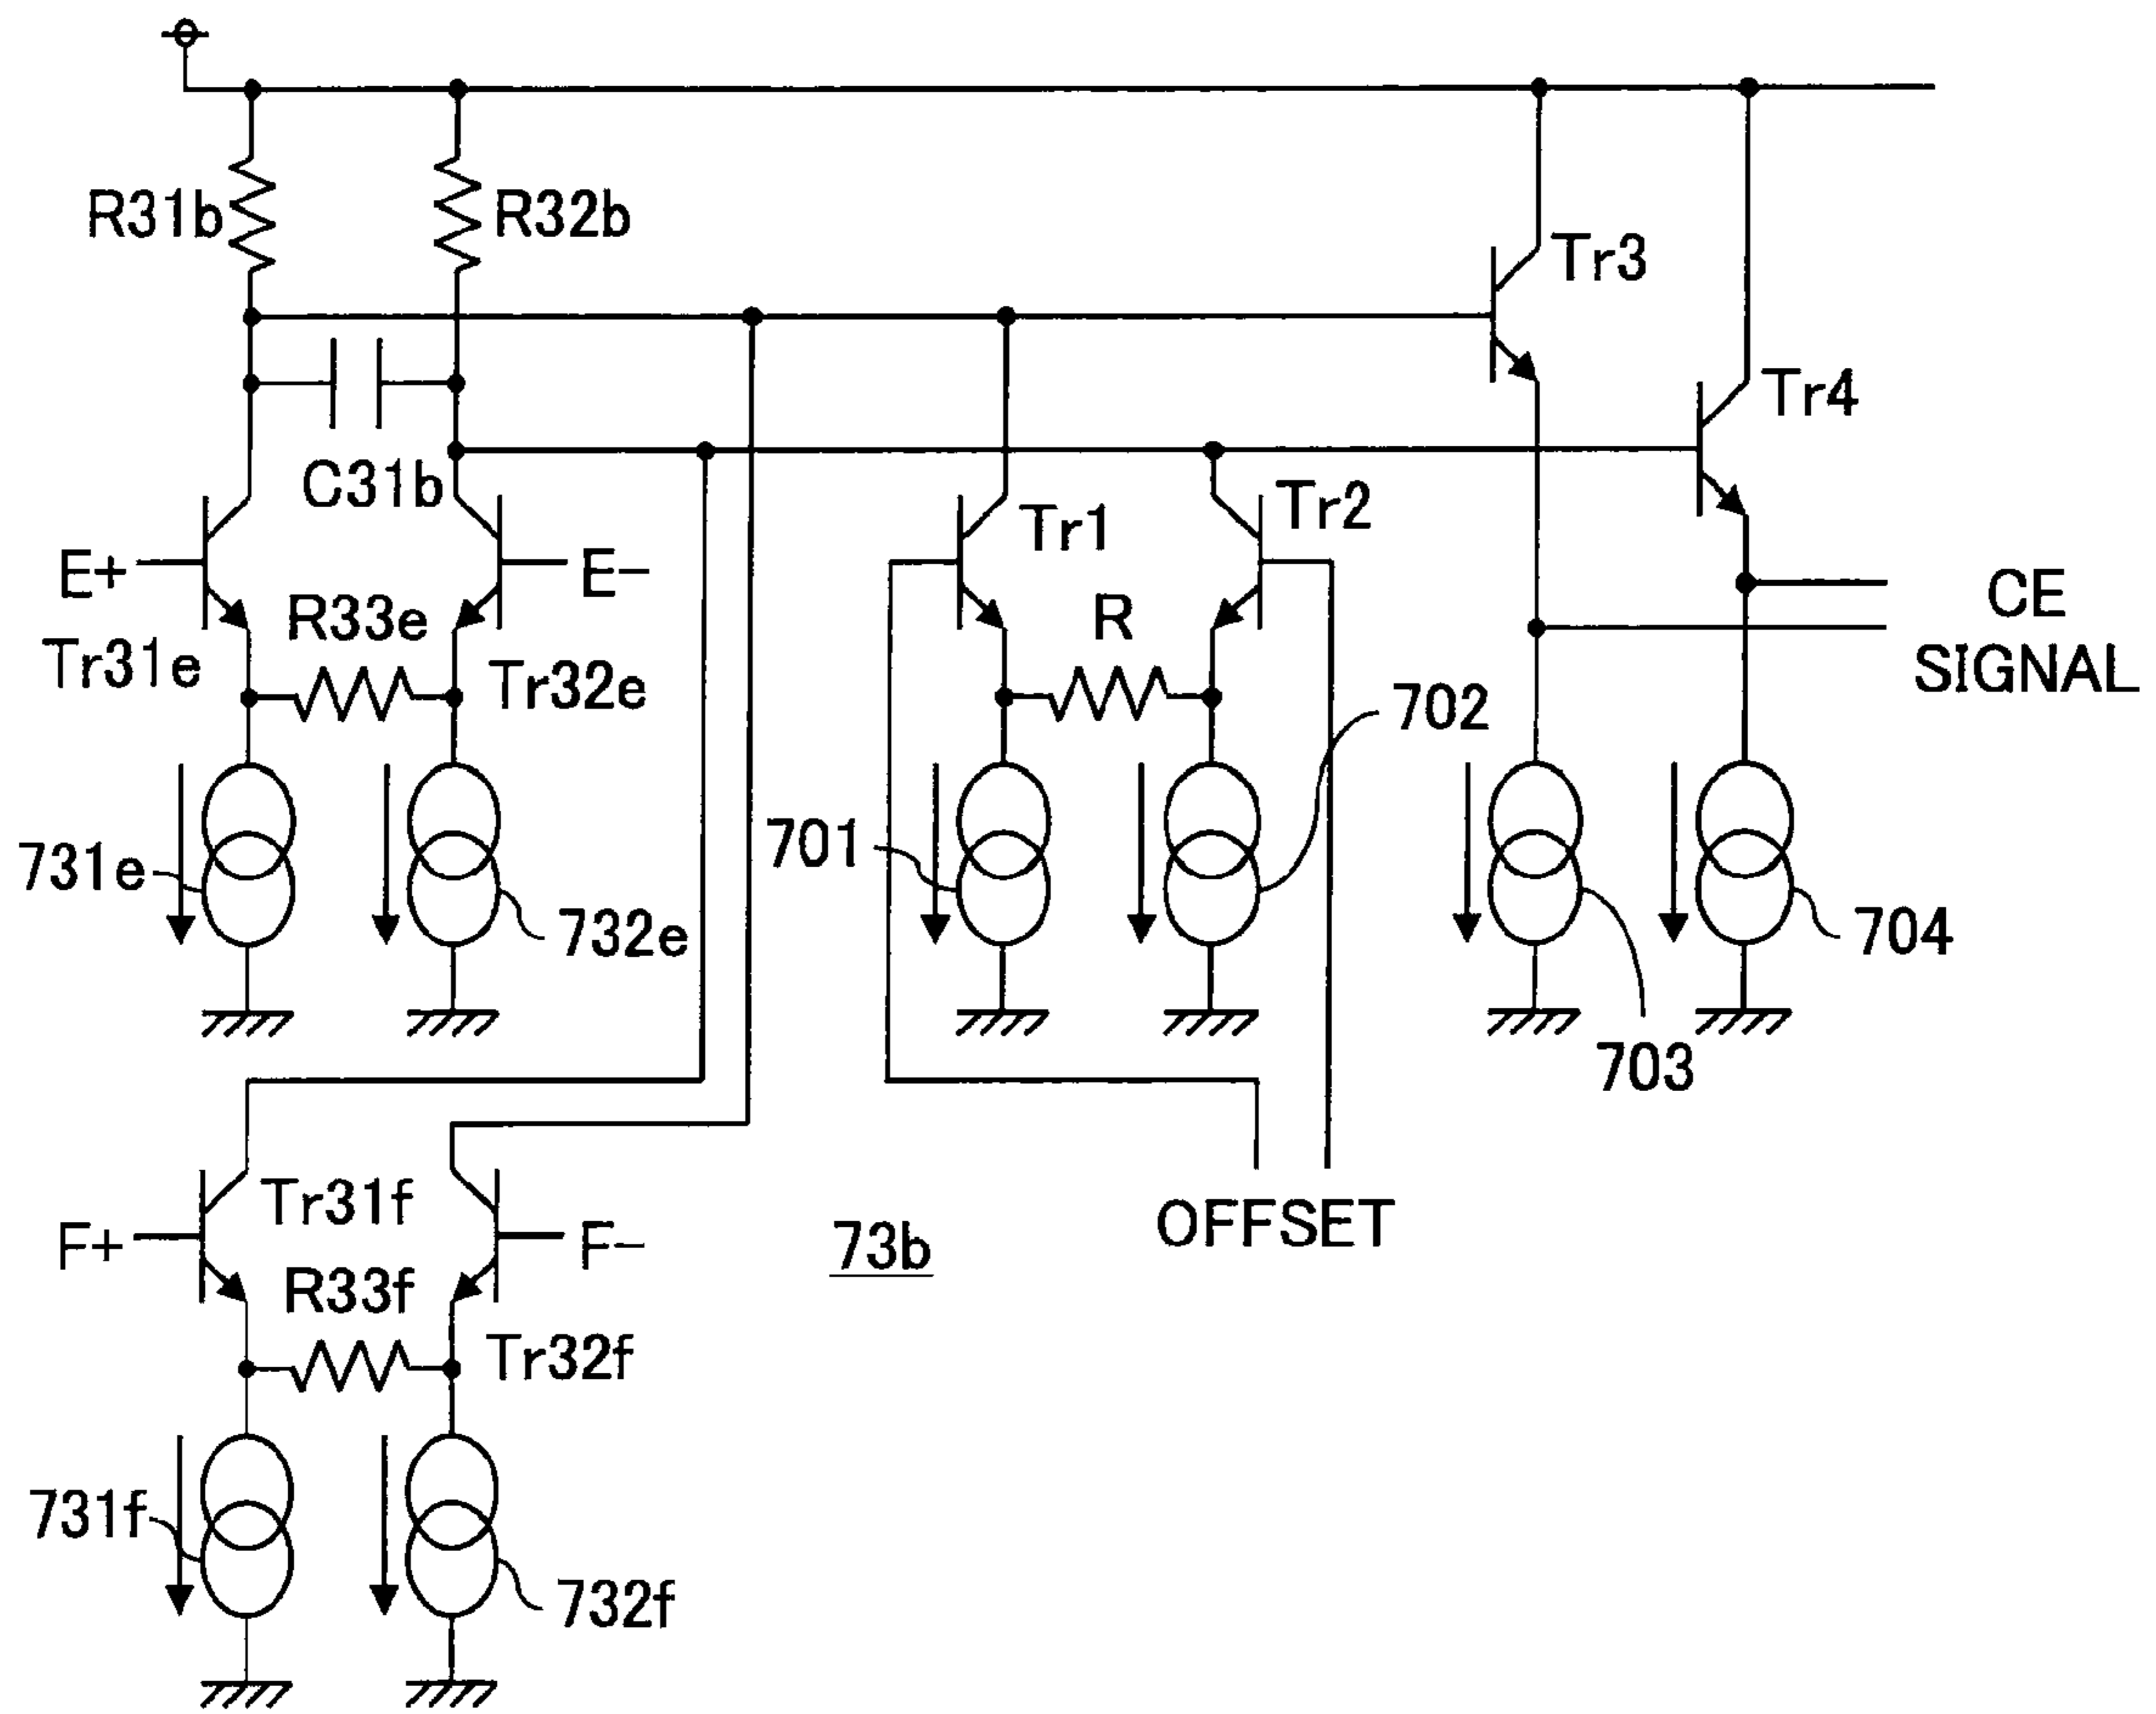 R31b
R32b
Tr3
Tr4
C31b
Tr1
Tr2
E+
E-
R33e
R
CE
SIGNAL
Tr31e
Tr32e
702
701
731e
732e
704
703
Tr31f
OFFSET
F+
F-
73b
R33f
Tr32f
731f
732f